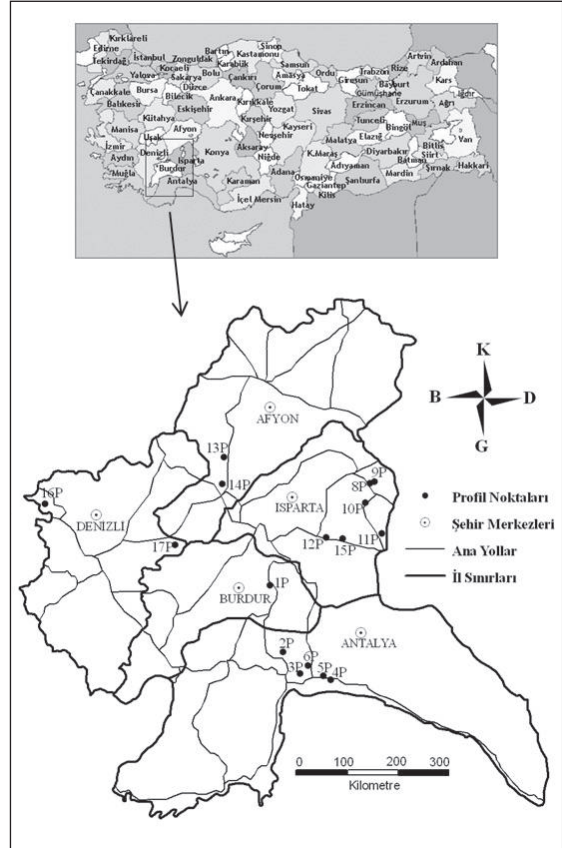 Kırklareli
Edirne
Tekirdağ
İstanbul
Zonguldak
Bartın
Kastamonu
Sinop
Karabük
Kocaeli
Yalova
Sakarya
Bolu
Düzce
Çankırı
Samsun
Amasya
Ordu
Çorum
Tokat
Giresun
Trabzon
Rize
Artvin
Ardahan
Kars
Bayburt
Gümüşhane
Iğdır
Çanakkale
Bursa
Bilecik
Balıkesir
Eskişehir
Ankara
Kırıkkale
Yozgat
Sivas
Erzincan
Erzurum
Ağrı
Kütahya
Kırşehir
Tunceli
Manisa
Uşak
Afyon
Nevşehir
Kayseri
Malatya
Elazığ
Bingöl
Muş
Van
İzmir
Denizli
Isparta
Konya
Aksaray
Niğde
K.Maraş
Diyarbakır
Bitlis
Siirt
Batman
Aydın
Burdur
Adıyaman
Muğla
Antalya
Karaman
Adana
Osmaniye
Gaziantep
Şanlıurfa
Mardin
Şırnak
Hakkari
Kilis
İçel Mersin
Hatay
K
B
D
G
AFYON
13P
14P
9P
8P
10P
ISPARTA
16P
DENİZLİ
17P
12P
15P
11P
BURDUR
1P
ANTALYA
2P
6P
3P
5P
4P
Profil Noktaları
Şehir Merkezleri
Ana Yollar
İl Sınırları
0 100 200 300
Kilometre